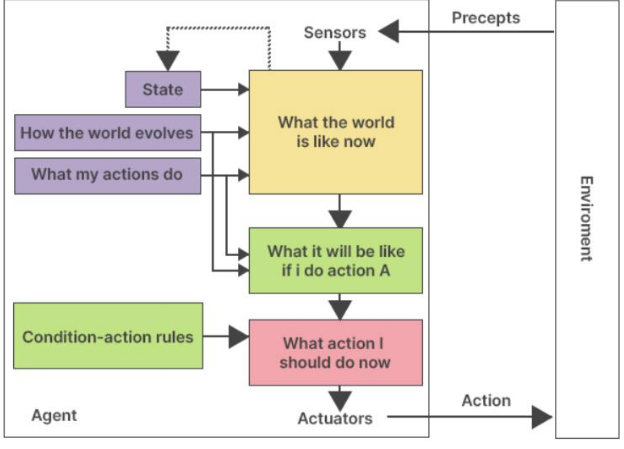 Precepts
Sensors
State
How the world evolves
What my actions do
What the world
is like now
What it will be like
if i do action A
Condition-action rules
What action I
should do now
Agent
Actuators
Action
Enviroment